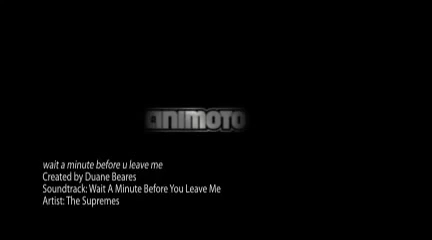 animoto
wait a minute before u leave me
Created by Duane Beares
Soundtrack: Wait A Minute Before You Leave Me
Artist: The Supremes